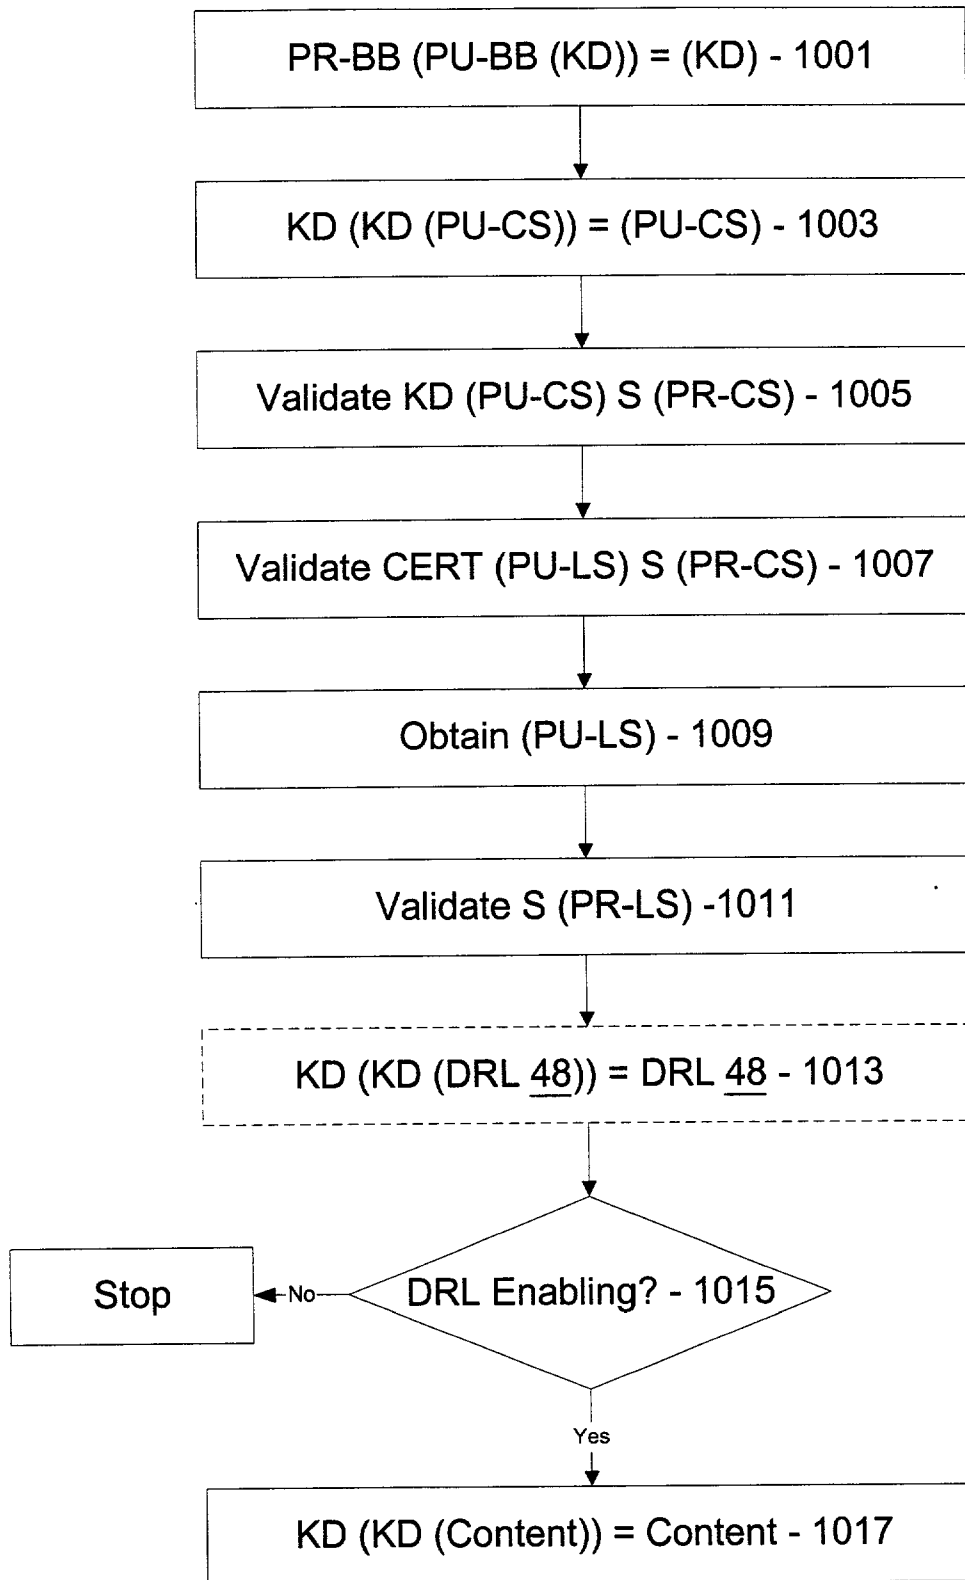 PR-BB (PU-BB (KD)) = (KD) - 1001
KD (KD (PU-CS)) = (PU-CS) - 1003
Validate KD (PU-CS) S (PR-CS) - 1005
Validate CERT (PU-LS) S (PR-CS) - 1007
Obtain (PU-LS) - 1009
Validate S (PR-LS) -1011
KD (KD (DRL 48)) = DRL 48 - 1013
DRL Enabling? - 1015
No
Stop
Yes
KD (KD (Content)) = Content - 1017